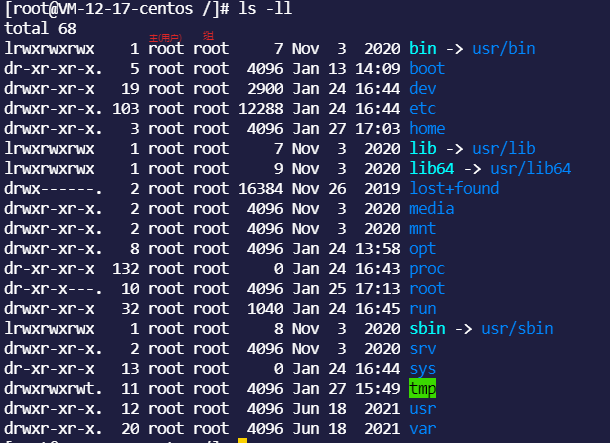 [root@VM-12-17-centos /]# ls -ll
total 68
主(用户) 组
lrwxrwxrwx 1 root root 7 Nov 3 2020 bin -> usr/bin
dr-xr-xr-x. 5 root root 4096 Jan 13 14:09 boot
drwxr-xr-x 19 root root 2900 Jan 24 16:44 dev
drwxr-xr-x. 103 root root 12288 Jan 24 16:44 etc
drwxr-xr-x. 3 root root 4096 Jan 27 17:03 home
lrwxrwxrwx 1 root root 7 Nov 3 2020 lib -> usr/lib
lrwxrwxrwx 1 root root 9 Nov 3 2020 lib64 -> usr/lib64
drwx------. 2 root root 16384 Nov 26 2019 lost+found
drwxr-xr-x. 2 root root 4096 Nov 3 2020 media
drwxr-xr-x. 2 root root 4096 Nov 3 2020 mnt
drwxr-xr-x. 8 root root 4096 Jan 24 13:58 opt
dr-xr-xr-x 132 root root 0 Jan 24 16:43 proc
dr-xr-x---. 10 root root 4096 Jan 25 17:13 root
drwxr-xr-x 32 root root 1040 Jan 24 16:45 run
lrwxrwxrwx 1 root root 8 Nov 3 2020 sbin -> usr/sbin
drwxr-xr-x. 2 root root 4096 Nov 3 2020 srv
dr-xr-xr-x 13 root root 0 Jan 24 16:44 sys
drwxrwxrwt. 11 root root 4096 Jan 27 15:49 tmp
drwxr-xr-x. 12 root root 4096 Jun 18 2021 usr
drwxr-xr-x. 20 root root 4096 Jun 18 2021 var